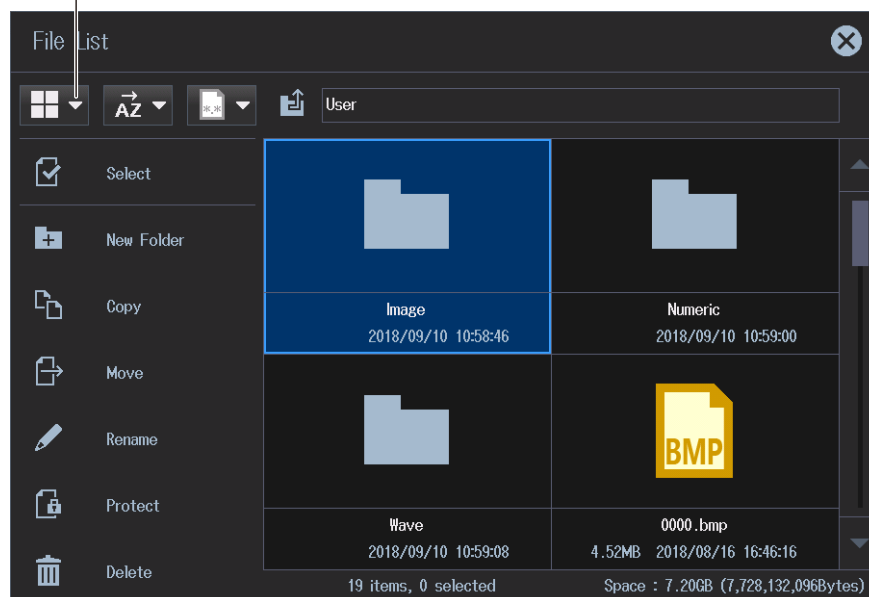 File List
AZ
*.*
User
Select
New Folder
Copy
Move
Rename
Protect
Delete
Image
2018/09/10 10:58:46
Numeric
2018/09/10 10:59:00
Wave
2018/09/10 10:59:08
BMP
0000.bmp
4.52MB 2018/08/16 16:46:16
19 items, 0 selected
Space : 7.20GB (7,728,132,096Bytes)